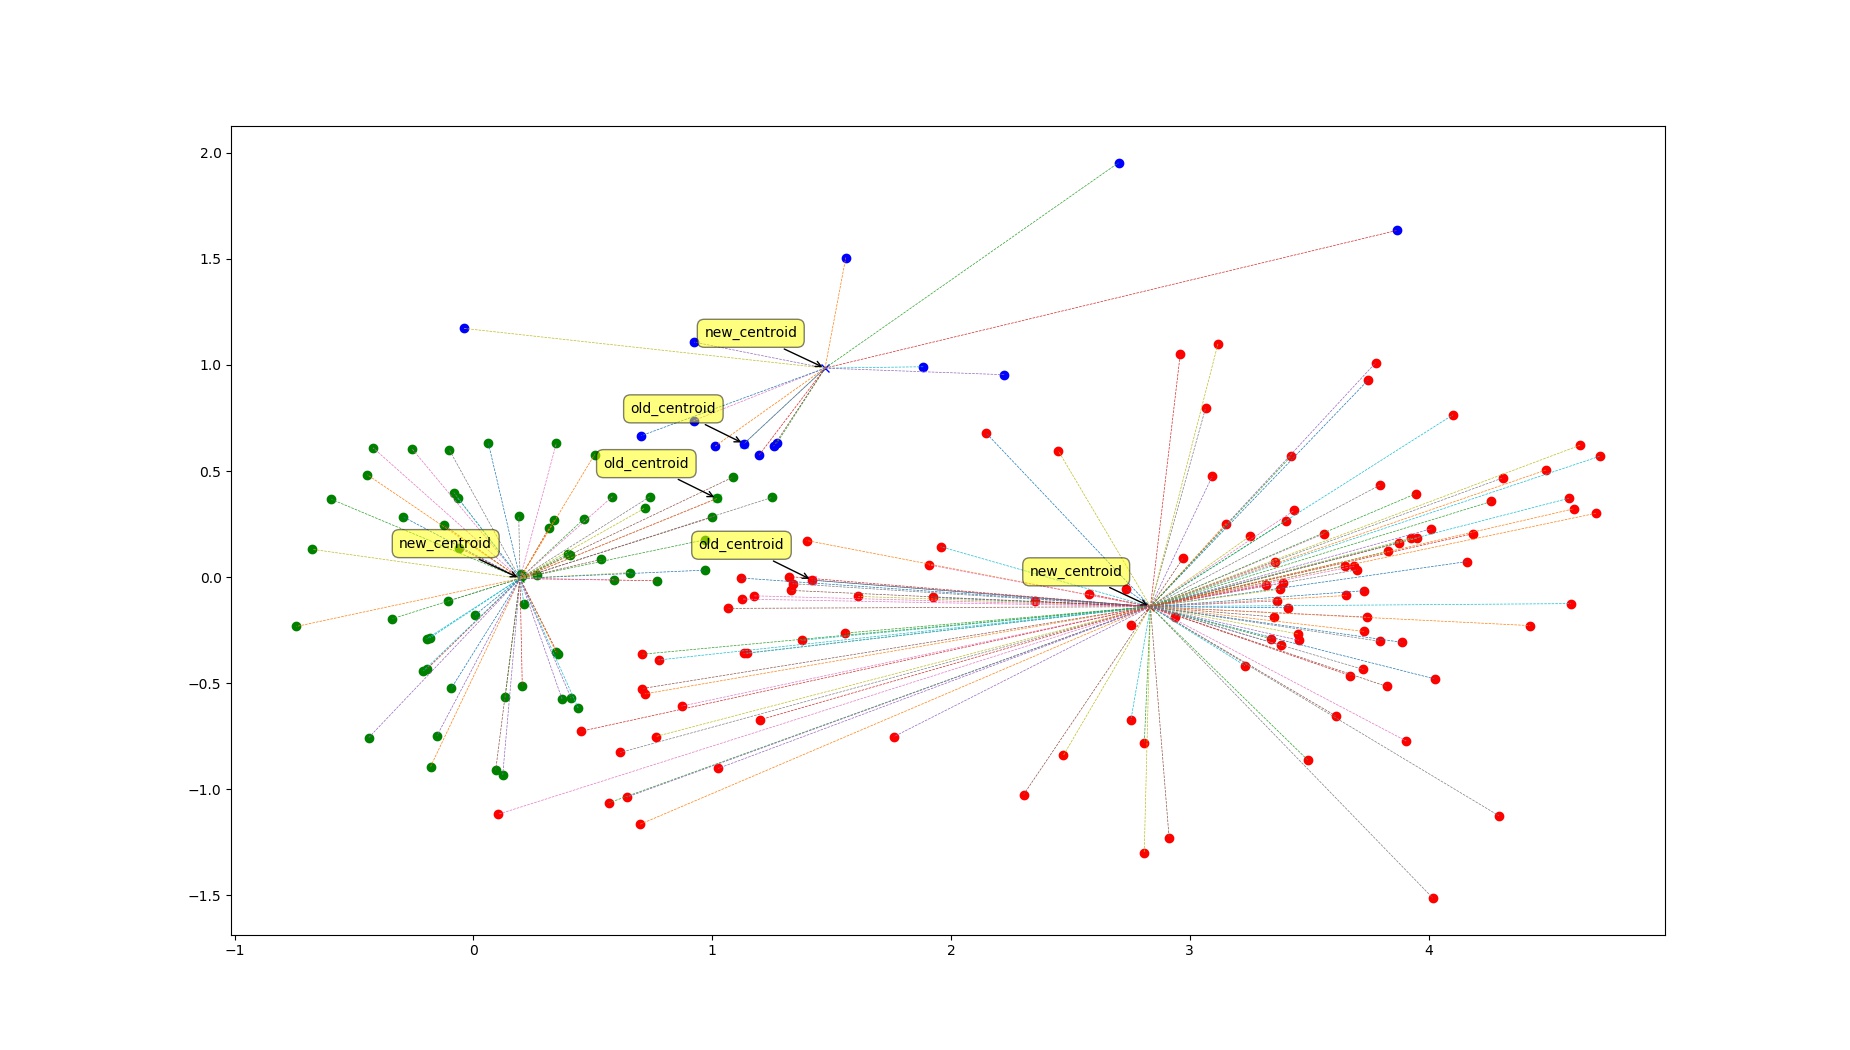 2.0
1.5
1.0
0.5
0.0
−0.5
−1.0
−1.5
new_centroid
old_centroid
old_centroid
new_centroid
old_centroid
new_centroid
−1
0
1
2
3
4